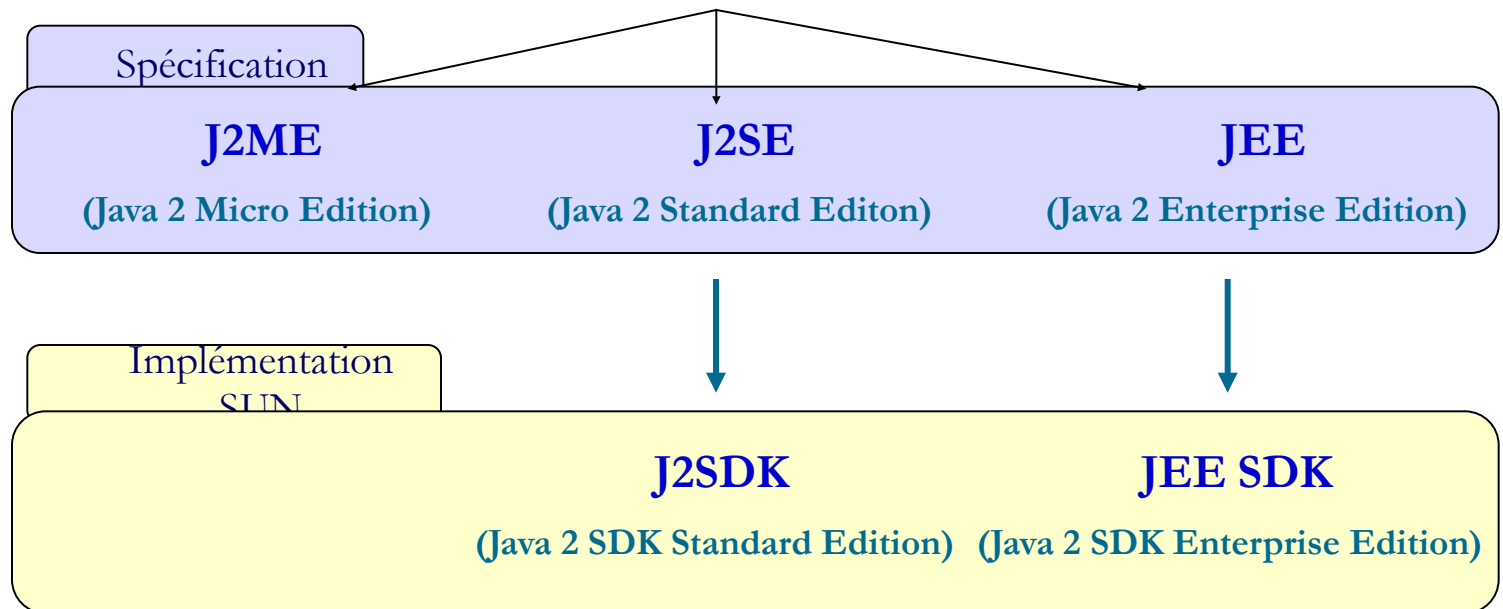 Spécification
J2ME J2SE JEE
(Java 2 Micro Edition) (Java 2 Standard Editon) (Java 2 Enterprise Edition)
Implémentation
SUN
J2SDK JEE SDK
(Java 2 SDK Standard Edition) (Java 2 SDK Enterprise Edition)